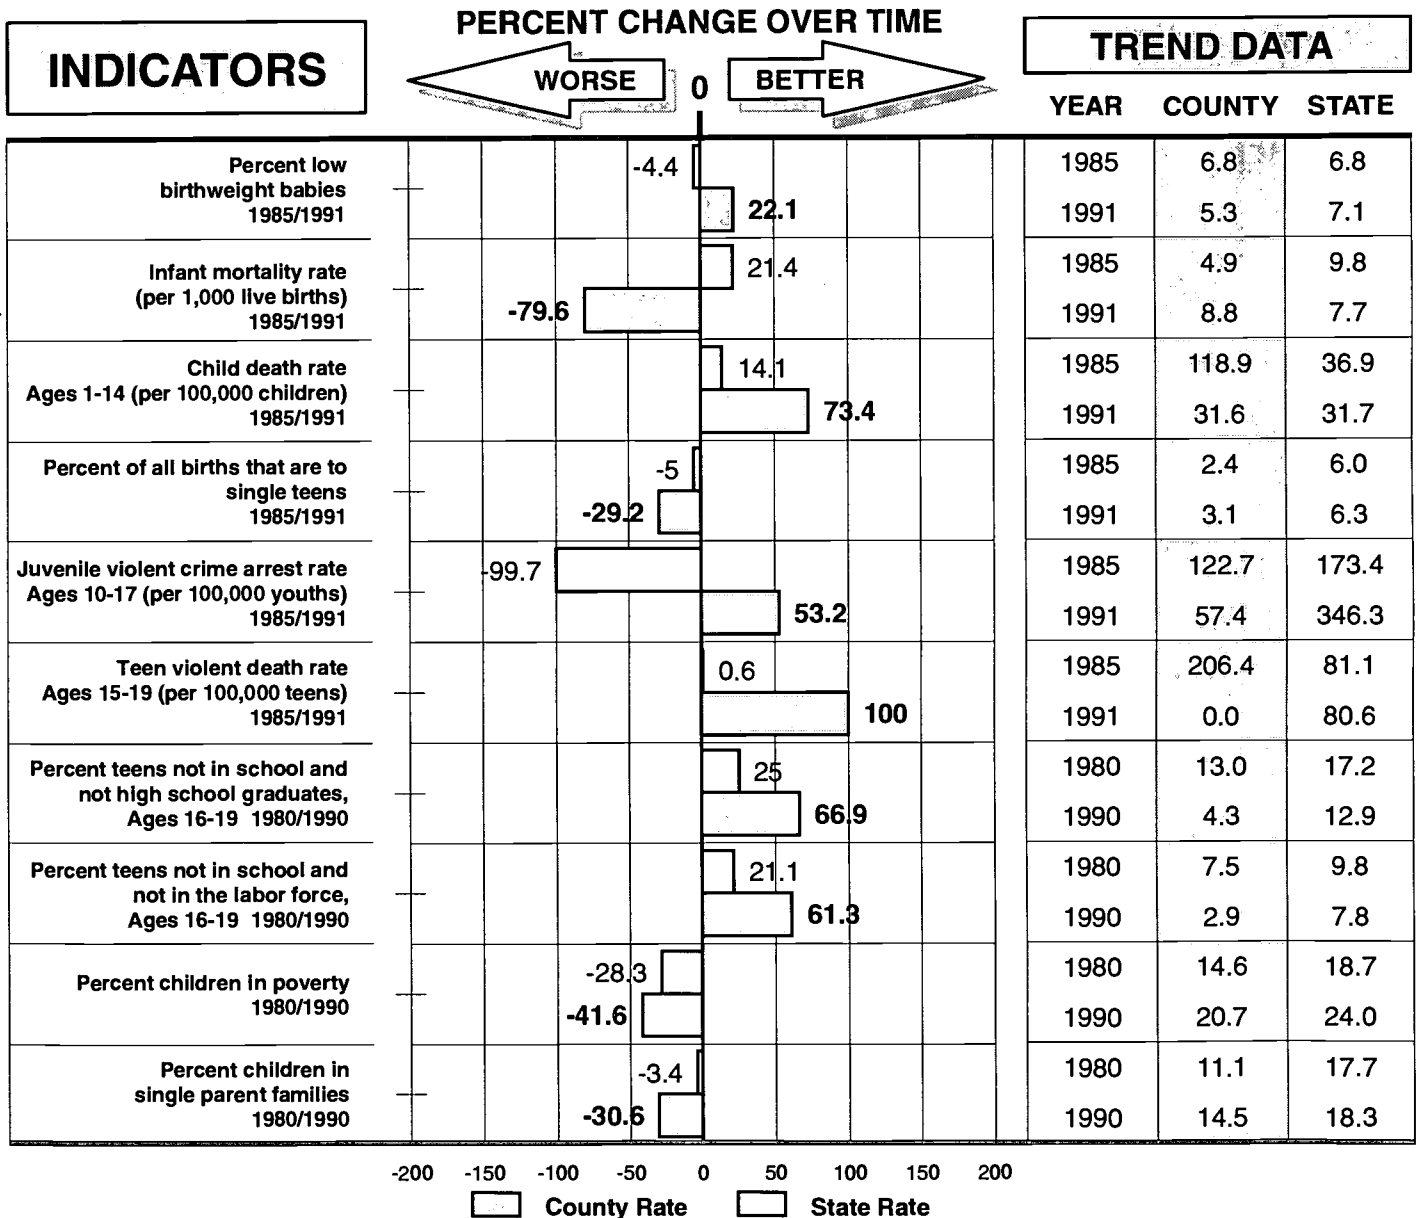 PERCENT CHANGE OVER TIME
INDICATORS
WORSE 0 BETTER
TREND DATA
YEAR COUNTY STATE
Percent low
birthweight babies
1985/1991
-4.4
22.1
1985 6.8 6.8
1991 5.3 7.1
Infant mortality rate
(per 1,000 live births)
1985/1991
21.4
-79.6
1985 4.9 9.8
1991 8.8 7.7
Child death rate
Ages 1-14 (per 100,000 children)
1985/1991
14.1
73.4
1985 118.9 36.9
1991 31.6 31.7
Percent of all births that are to
single teens
1985/1991
-5
-29.2
1985 2.4 6.0
1991 3.1 6.3
Juvenile violent crime arrest rate
Ages 10-17 (per 100,000 youths)
1985/1991
-99.7
53.2
1985 122.7 173.4
1991 57.4 346.3
Teen violent death rate
Ages 15-19 (per 100,000 teens)
1985/1991
0.6
100
1985 206.4 81.1
1991 0.0 80.6
Percent teens not in school and
not high school graduates,
Ages 16-19 1980/1990
25
66.9
1980 13.0 17.2
1990 4.3 12.9
Percent teens not in school and
not in the labor force,
Ages 16-19 1980/1990
21.1
61.3
1980 7.5 9.8
1990 2.9 7.8
Percent children in poverty
1980/1990
-28.3
-41.6
1980 14.6 18.7
1990 20.7 24.0
Percent children in
single parent families
1980/1990
-3.4
-30.6
1980 11.1 17.7
1990 14.5 18.3
-200 -150 -100 -50 0 50 100 150 200
County Rate State Rate